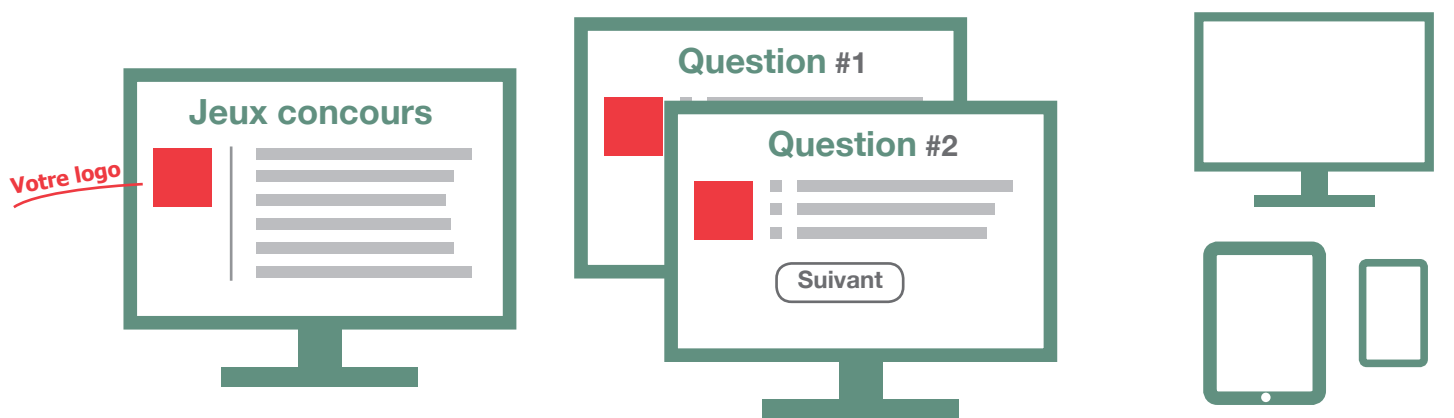 Votre logo
Jeux concours
Question #1
Question #2
Suivant